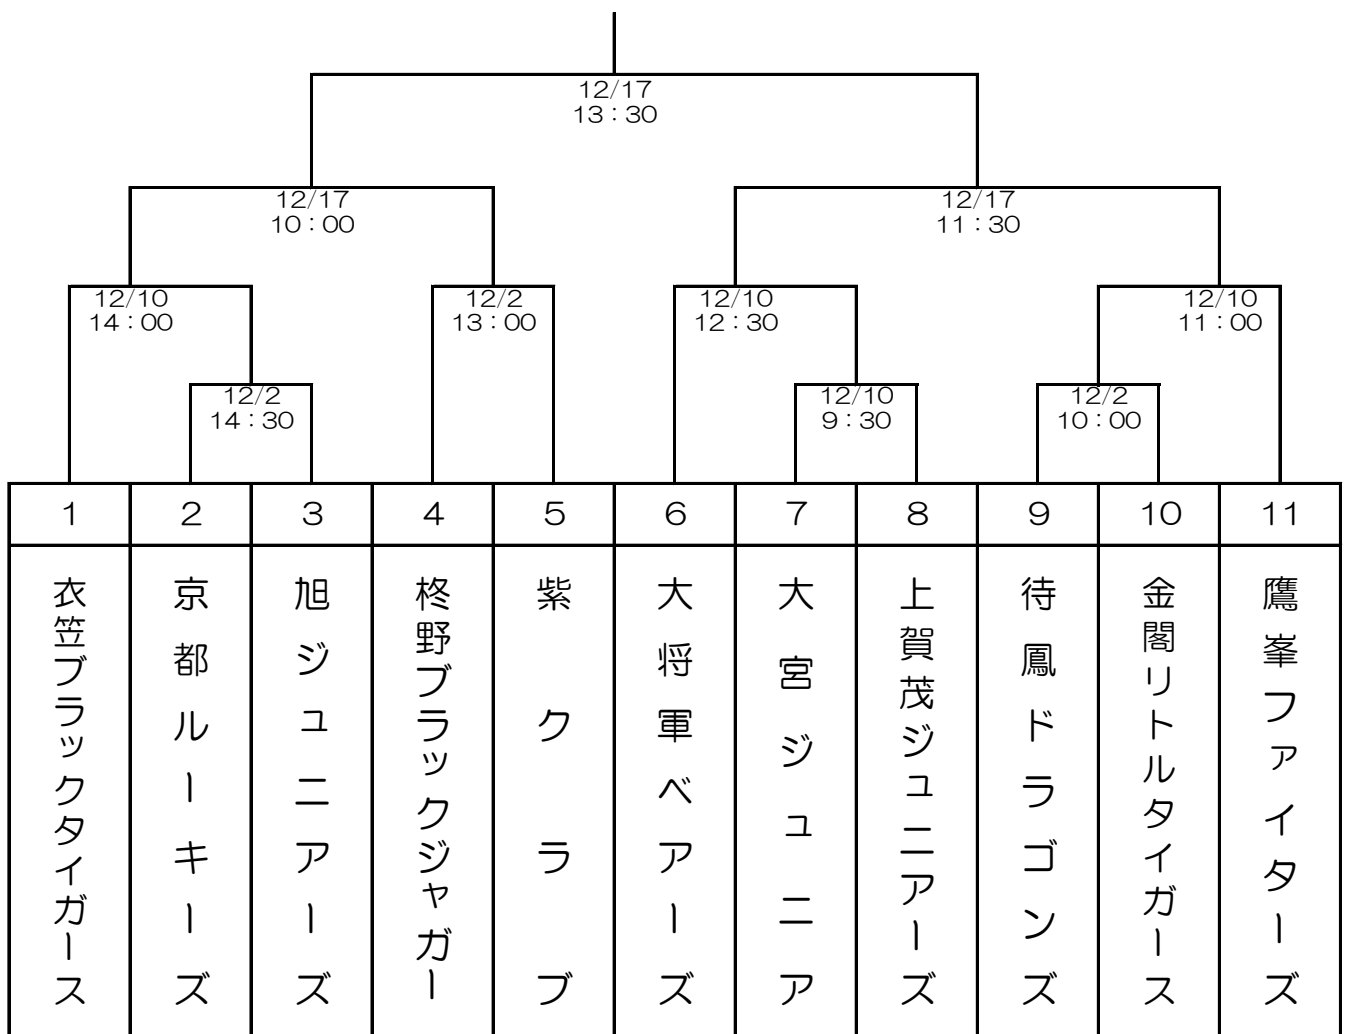 12/17
13：30
12/17
10：00
12/17
11：30
12/10
14：00
12/2
13：00
12/10
12：30
12/10
11：00
12/2
14：30
12/10
9：30
12/2
10：00
1
2
3
4
5
6
7
8
9
10
11
衣笠ブラックタイガース
京都ルーキーズ
旭ジュニアーズ
柊野ブラックジャガー
紫クラブ
大将軍ベアーズ
大宮ジュニア
上賀茂ジュニアーズ
待鳳ドラゴンズ
金閣リトルタイガース
鷹峯ファイターズ